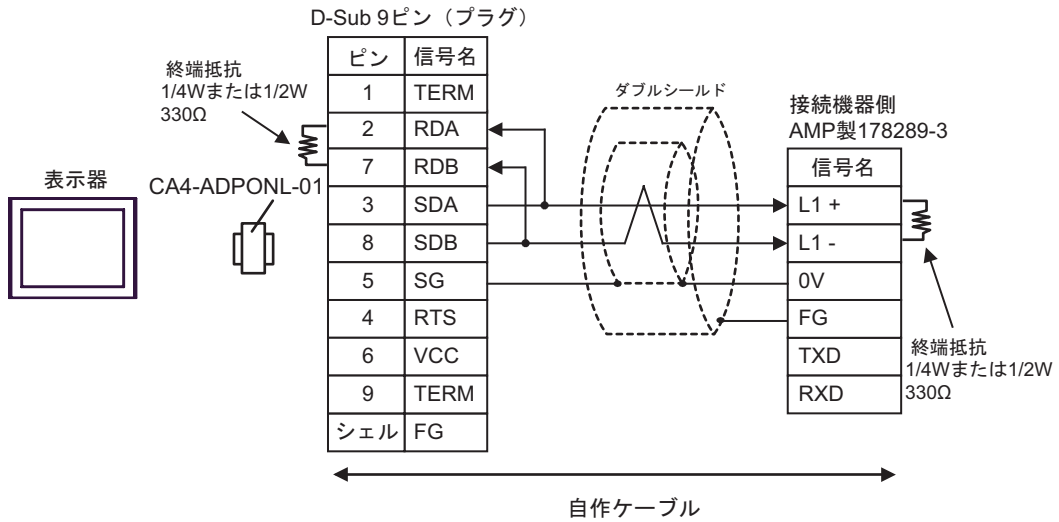 D-Sub 9ピン（プラグ）
ピン 信号名
1 TERM
2 RDA
7 RDB
3 SDA
8 SDB
5 SG
4 RTS
6 VCC
9 TERM
シェル FG
終端抵抗
1/4Wまたは1/2W
330Ω
表示器
CA4-ADPONL-01
ダブルシールド
接続機器側
AMP製178289-3
信号名
L1 +
L1 -
0V
FG
TXD
RXD
終端抵抗
1/4Wまたは1/2W
330Ω
自作ケーブル